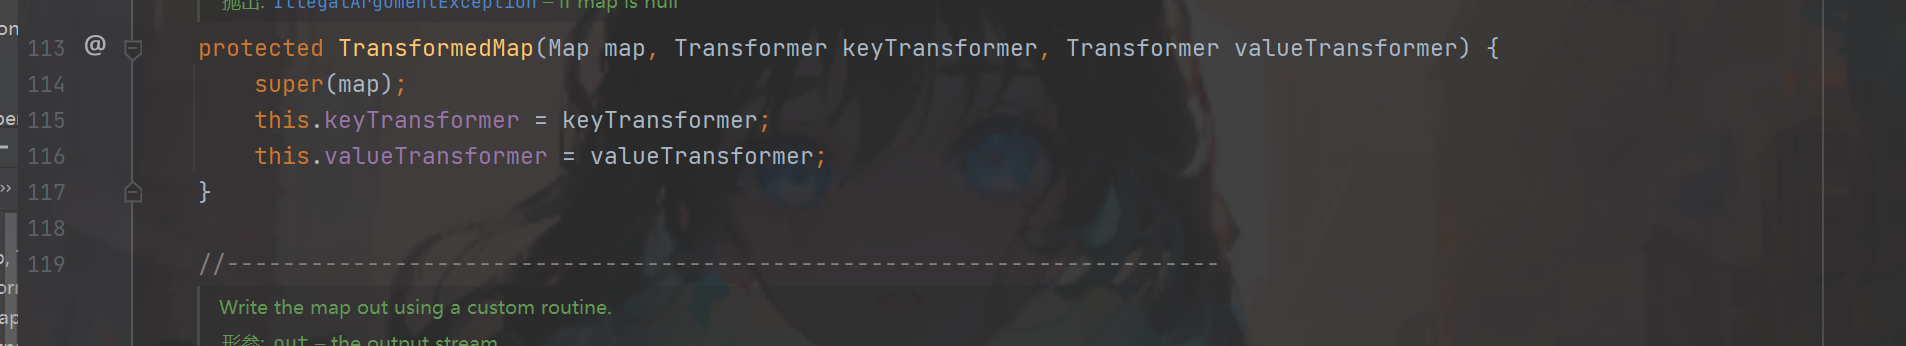 抛出: IllegalArgumentException – if map is null
113 @ protected TransformedMap(Map map, Transformer keyTransformer, Transformer valueTransformer) {
114 super(map);
115 this.keyTransformer = keyTransformer;
116 this.valueTransformer = valueTransformer;
117 }
118
119 //-----------------------------------------------------------------------
Write the map out using a custom routine.
形参: out – the output stream